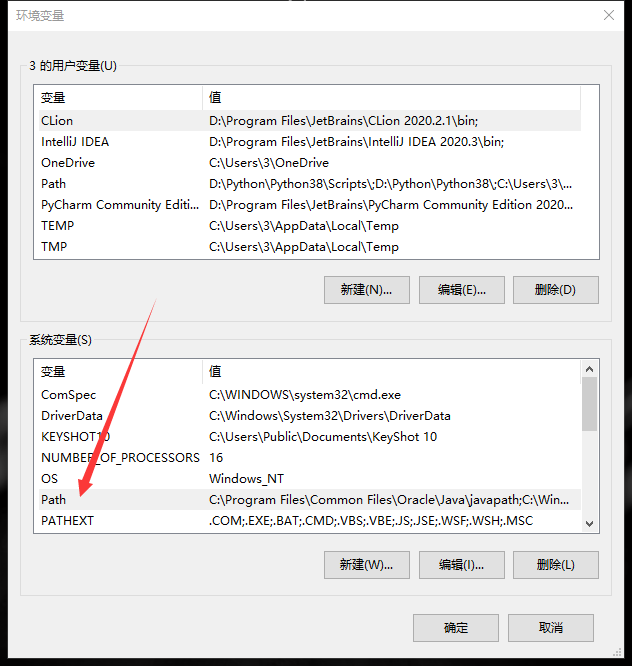 环境变量
3 的用户变量(U)
变量 值
CLion D:\Program Files\JetBrains\CLion 2020.2.1\bin;
IntelliJ IDEA D:\Program Files\JetBrains\IntelliJ IDEA 2020.3\bin;
OneDrive C:\Users\3\OneDrive
Path D:\Python\Python38\Scripts\;D:\Python\Python38\;C:\Users\3\...
PyCharm Community Editi... D:\Program Files\JetBrains\PyCharm Community Edition 2020...
TEMP C:\Users\3\AppData\Local\Temp
TMP C:\Users\3\AppData\Local\Temp
新建(N)... 编辑(E)... 删除(D)
系统变量(S)
变量 值
ComSpec C:\WINDOWS\system32\cmd.exe
DriverData C:\Windows\System32\Drivers\DriverData
KEYSHOT10 C:\Users\Public\Documents\KeyShot 10
NUMBER_OF_PROCESSORS 16
OS Windows_NT
Path C:\Program Files\Common Files\Oracle\Java\javapath;C:\Win...
PATHEXT .COM;.EXE;.BAT;.CMD;.VBS;.VBE;.JS;.JSE;.WSF;.WSH;.MSC
新建(W)... 编辑(I)... 删除(L)
确定 取消